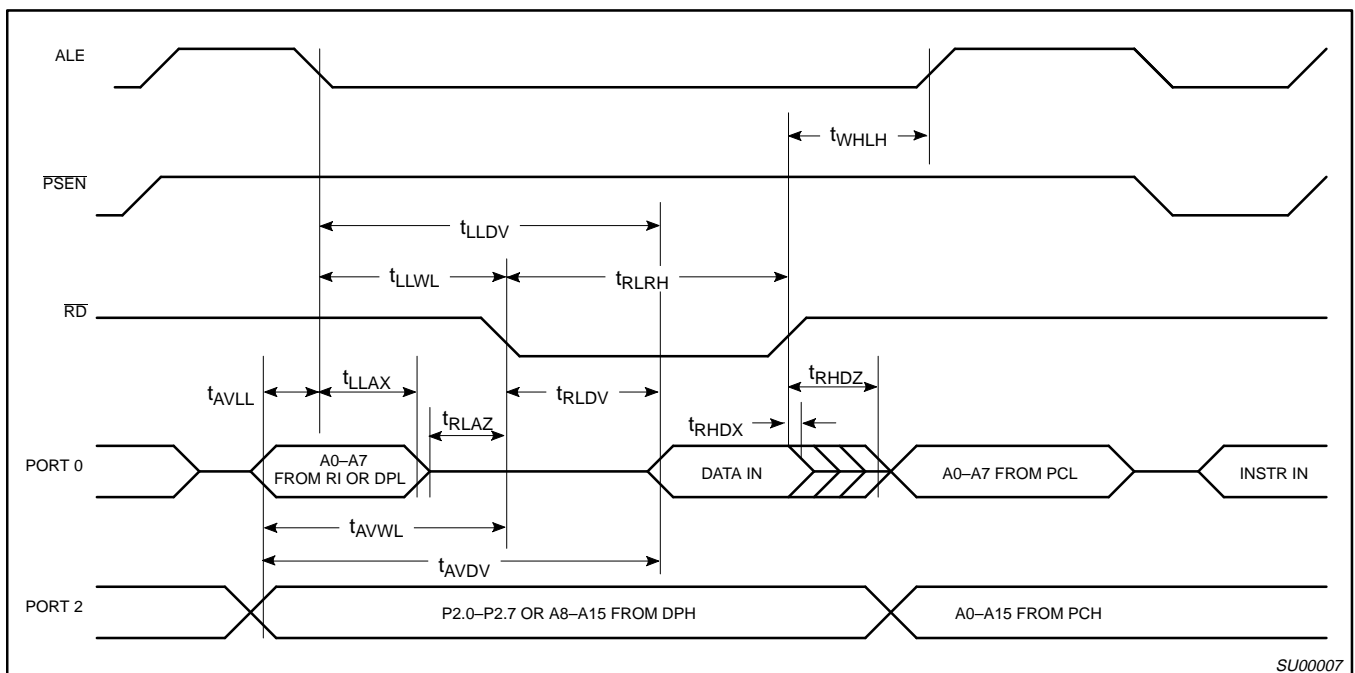 ALE
tWHLH
PSEN
tLLDV
tLLWL
tRLRH
RD
tAVLL
tLLAX
tRLAZ
tRLDV
tRHDZ
tRHDX
PORT 0
A0–A7
FROM RI OR DPL
DATA IN
A0–A7 FROM PCL
INSTR IN
tAVWL
tAVDV
PORT 2
P2.0–P2.7 OR A8–A15 FROM DPH
A0–A15 FROM PCH
SU00007